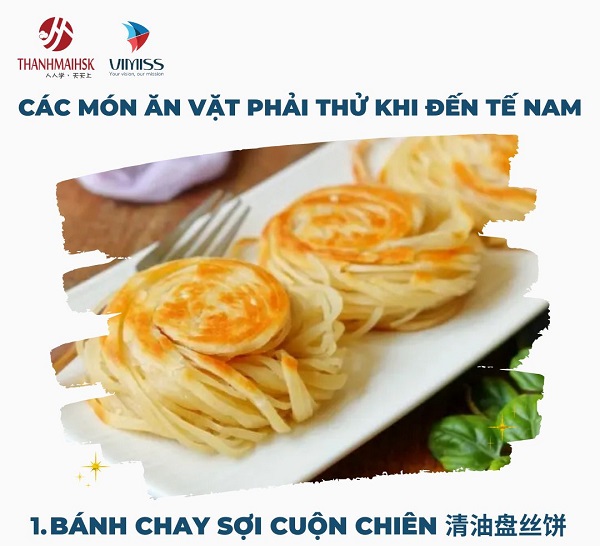 THANHMAIHSK
人人学·天天上
VIMISS
Your vision, our mission
CÁC MÓN ĂN VẶT PHẢI THỬ KHI ĐẾN TẾ NAM
1. BÁNH CHAY SỢI CUỘN CHIÊN 清油盘丝饼